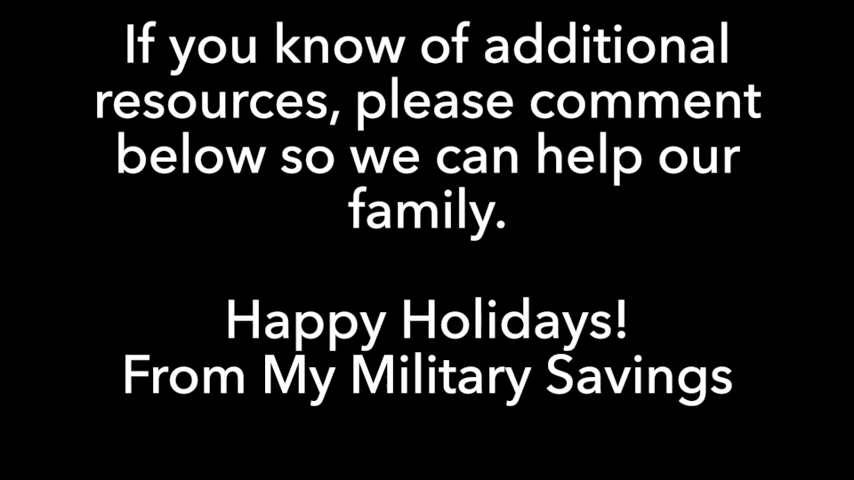 If you know of additional
resources, please comment
below so we can help our
family.
Happy Holidays!
From My Military Savings